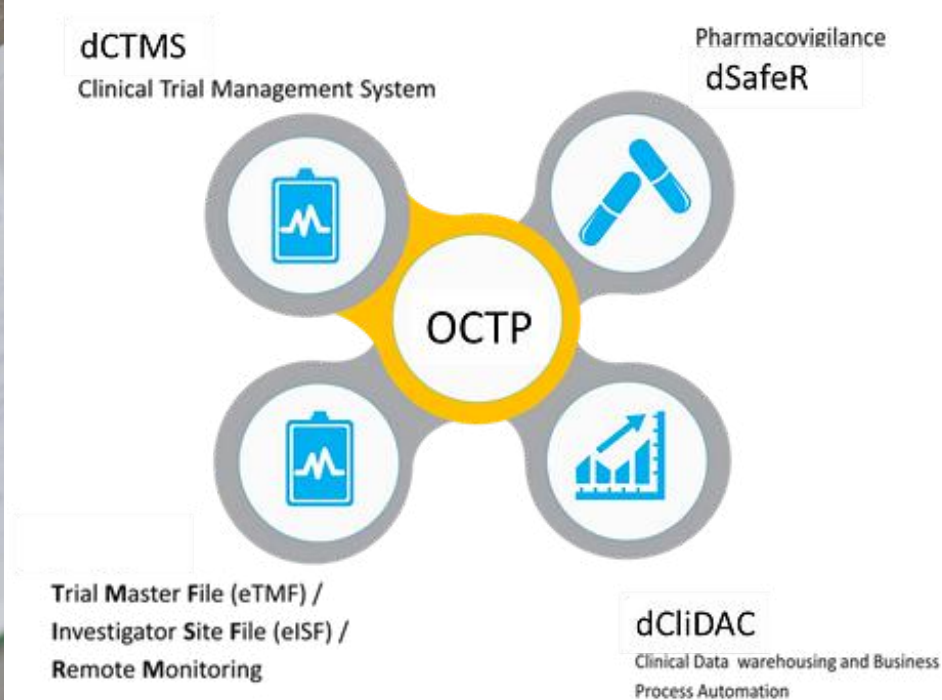 dCTMS
Clinical Trial Management System
Pharmacovigilance
dSafeR
OCTP
Trial Master File (eTMF) /
Investigator Site File (eISF) /
Remote Monitoring
dCliDAC
Clinical Data warehousing and Business
Process Automation